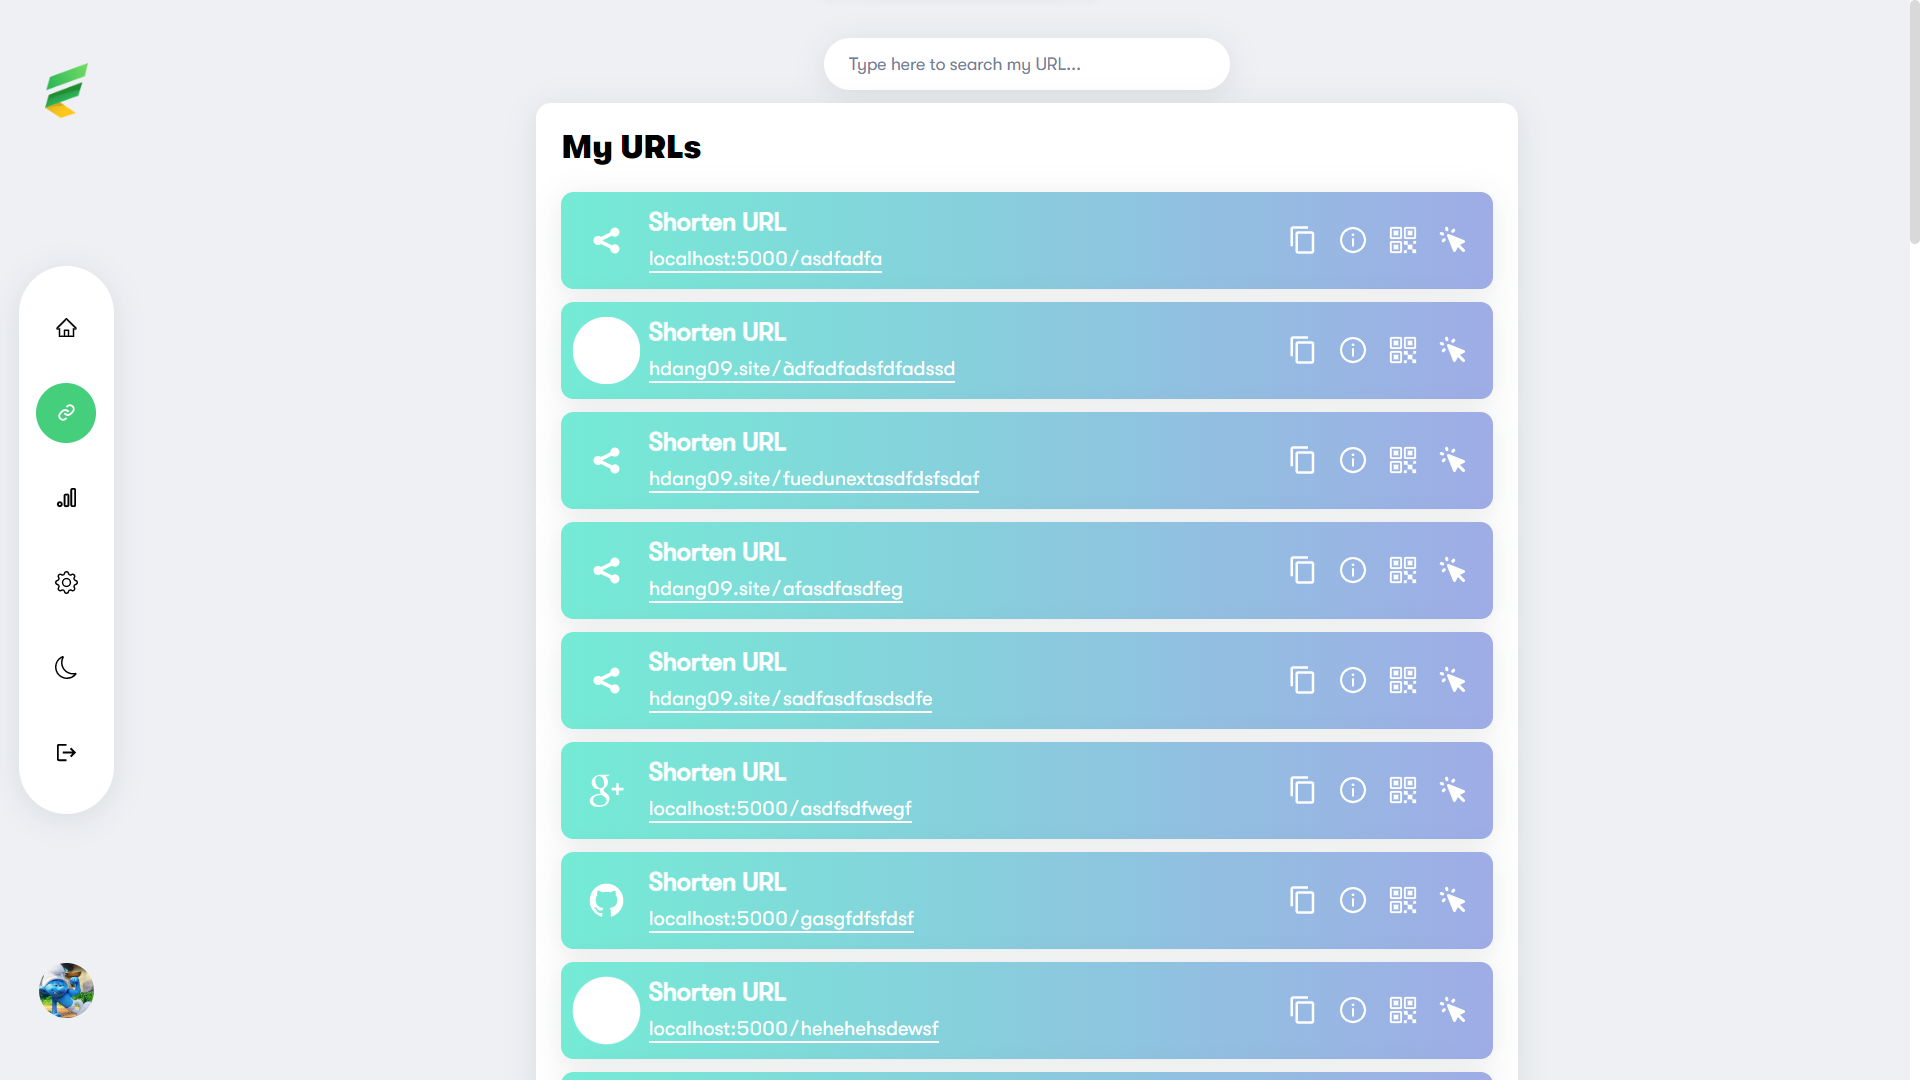 Type here to search my URL...
My URLs
Shorten URL
localhost:5000/asdfadfa
Shorten URL
hdang09.site/àdfadfadsfdfadssd
Shorten URL
hdang09.site/fuedunextasdfdsfsdaf
Shorten URL
hdang09.site/afasdfasdfeg
Shorten URL
hdang09.site/sadfasdfasdsdfe
g+
Shorten URL
localhost:5000/asdfsdfwegf
Shorten URL
localhost:5000/gasgfdfsfdsf
Shorten URL
localhost:5000/hehehehsdewsf